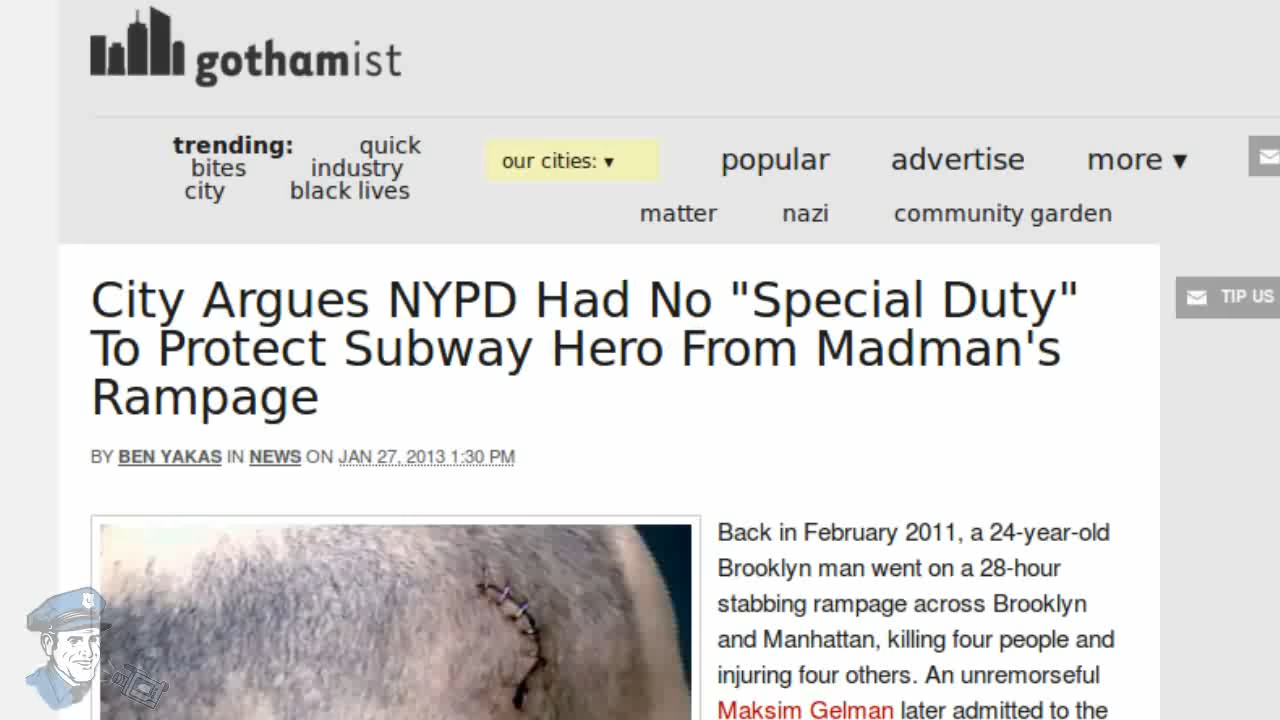 gothamist
trending: quick
bites industry
city black lives
our cities: ▾
popular advertise more ▼
matter nazi community garden
City Argues NYPD Had No "Special Duty"
To Protect Subway Hero From Madman's
Rampage
TIP US
BY BEN YAKAS IN NEWS ON JAN 27, 2013 1:30 PM
Back in February 2011, a 24-year-old
Brooklyn man went on a 28-hour
stabbing rampage across Brooklyn
and Manhattan, killing four people and
injuring four others. An unremorseful
Maksim Gelman later admitted to the